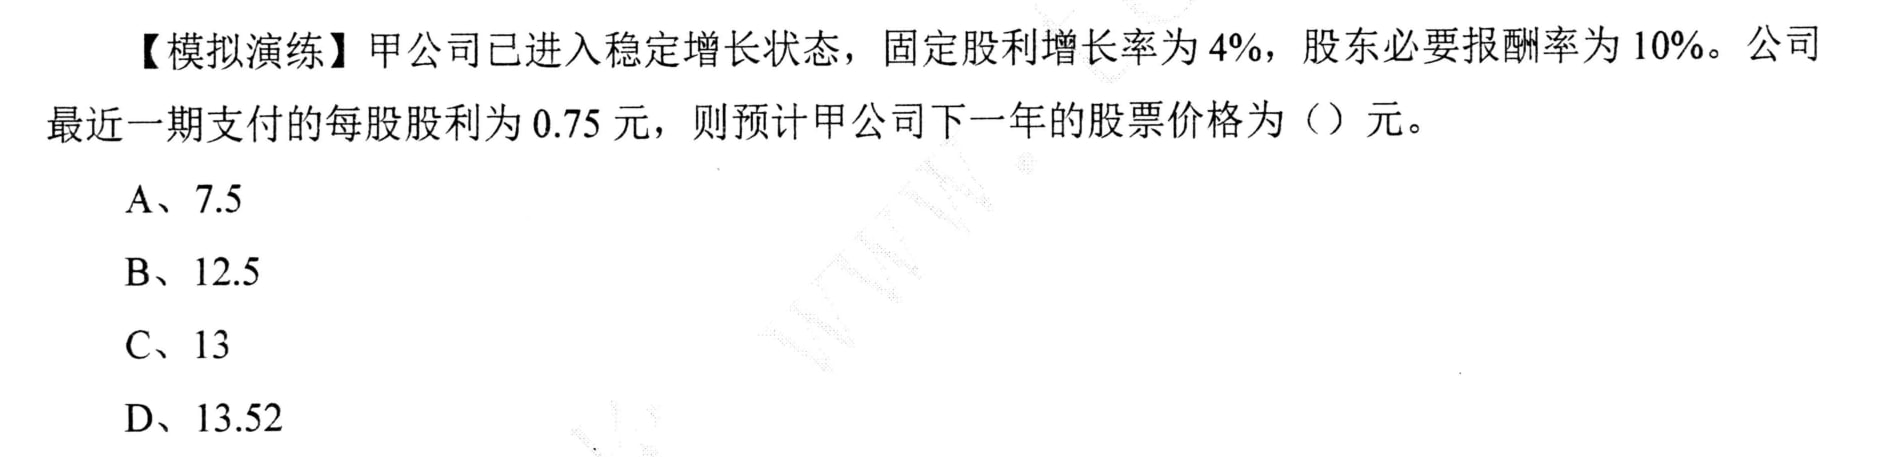 【模拟演练】甲公司已进入稳定增长状态，固定股利增长率为 4%，股东必要报酬率为 10%。公司
最近一期支付的每股股利为 0.75 元，则预计甲公司下一年的股票价格为（）元。
A、7.5
B、12.5
C、13
D、13.52
www.